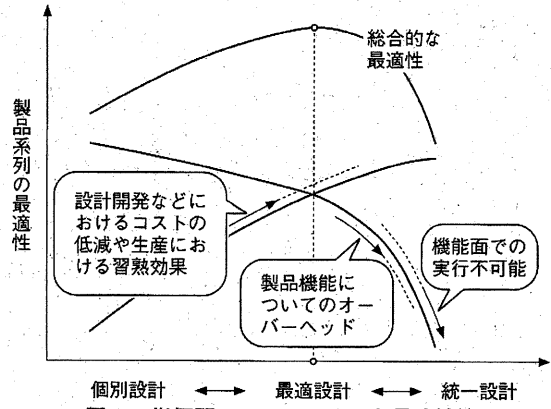 総合的な
最適性
製品系列の最適性
設計開発などに
おけるコストの
低減や生産にお
ける習熟効果
製品機能に
ついてのオー
バーヘッド
機能面での
実行不可能
個別設計
最適設計
統一設計